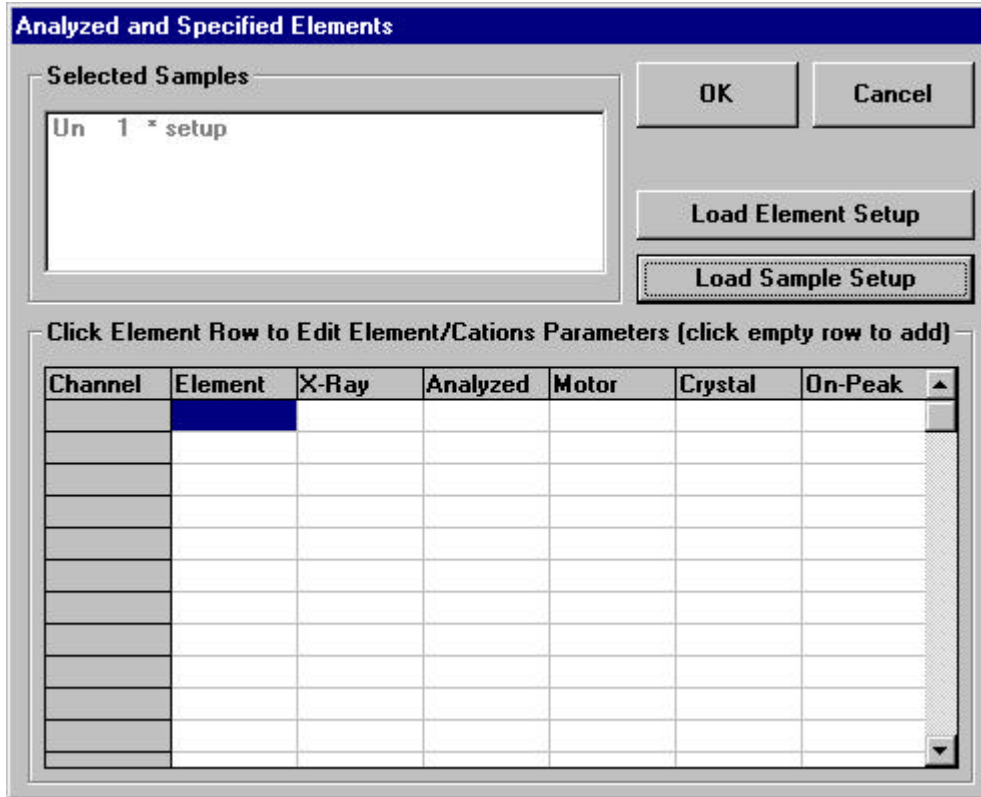 Analyzed and Specified Elements
Selected Samples
Un 1 * setup
OK
Cancel
Load Element Setup
Load Sample Setup
Click Element Row to Edit Element/Cations Parameters (click empty row to add)
Channel Element X-Ray Analyzed Motor Crystal On-Peak